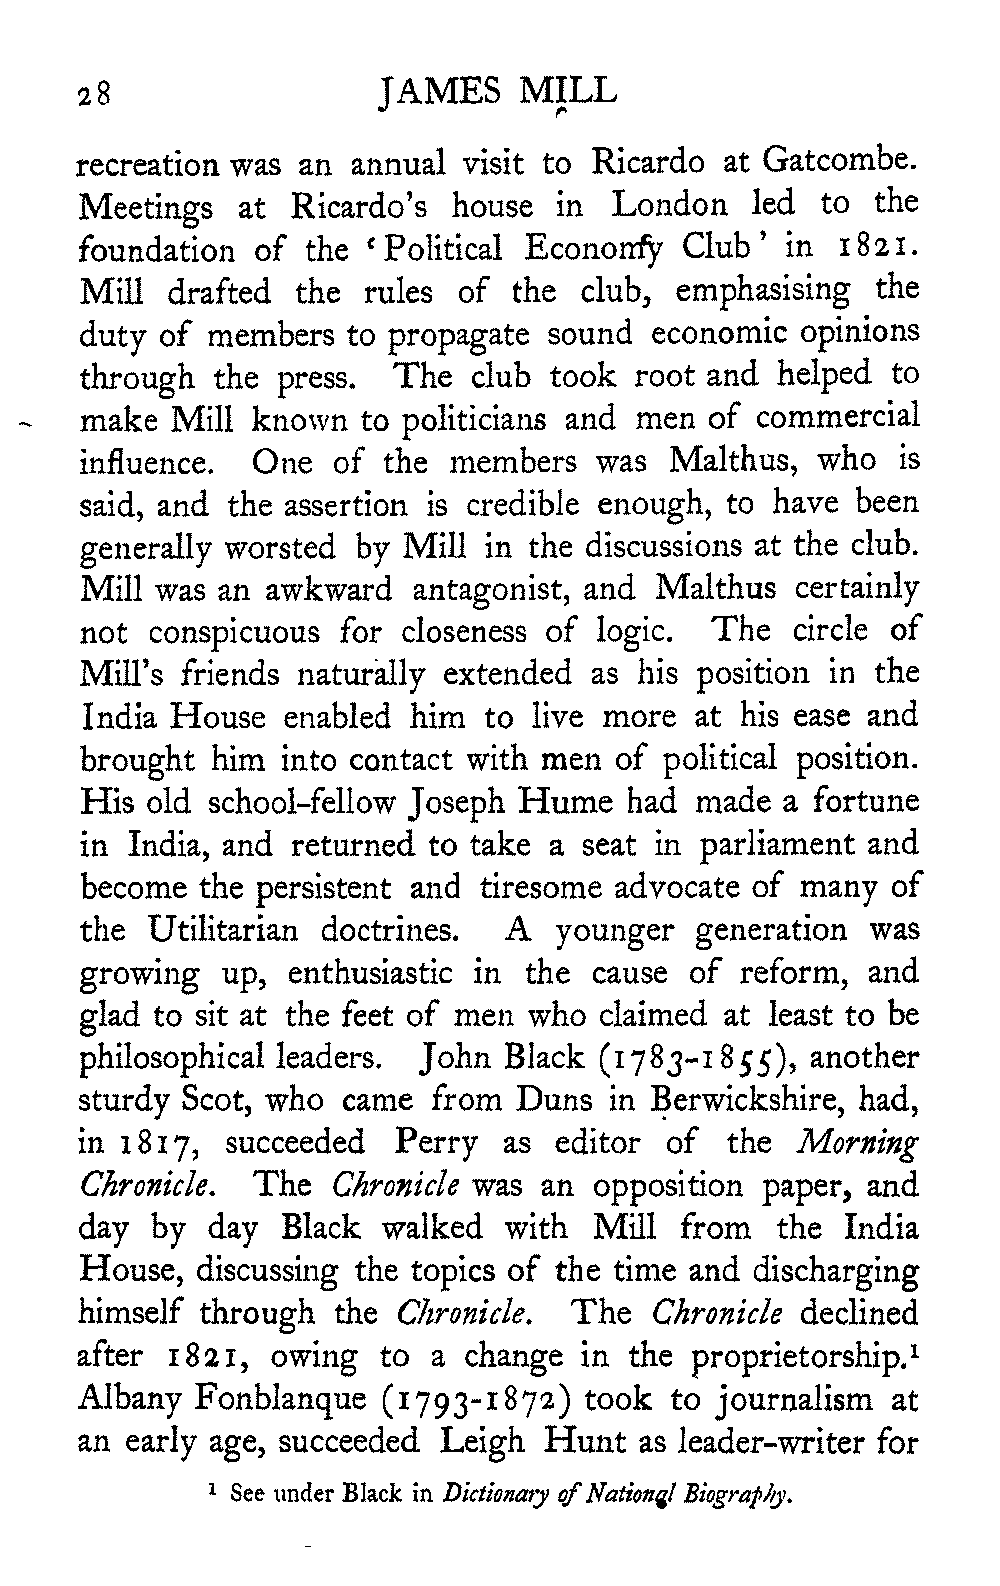 28 JAMES MILL
recreation was an annual visit to Ricardo at Gatcombe.
Meetings at Ricardo's house in London led to the
foundation of the ‘Political Economy Club’ in 1821.
Mill drafted the rules of the club, emphasising the
duty of members to propagate sound economic opinions
through the press. The club took root and helped to
make Mill known to politicians and men of commercial
influence. One of the members was Malthus, who is
said, and the assertion is credible enough, to have been
generally worsted by Mill in the discussions at the club.
Mill was an awkward antagonist, and Malthus certainly
not conspicuous for closeness of logic. The circle of
Mill's friends naturally extended as his position in the
India House enabled him to live more at his ease and
brought him into contact with men of political position.
His old school-fellow Joseph Hume had made a fortune
in India, and returned to take a seat in parliament and
become the persistent and tiresome advocate of many of
the Utilitarian doctrines. A younger generation was
growing up, enthusiastic in the cause of reform, and
glad to sit at the feet of men who claimed at least to be
philosophical leaders. John Black (1783-1855), another
sturdy Scot, who came from Duns in Berwickshire, had,
in 1817, succeeded Perry as editor of the Morning
Chronicle. The Chronicle was an opposition paper, and
day by day Black walked with Mill from the India
House, discussing the topics of the time and discharging
himself through the Chronicle. The Chronicle declined
after 1821, owing to a change in the proprietorship.¹
Albany Fonblanque (1793-1872) took to journalism at
an early age, succeeded Leigh Hunt as leader-writer for
¹ See under Black in Dictionary of National Biography.